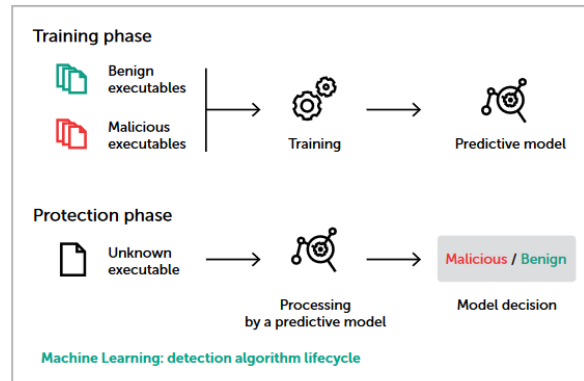 Training phase
Benign
executables
Malicious
executables
Training
Predictive model
Protection phase
Unknown
executable
Processing
by a predictive model
Malicious / Benign
Model decision
Machine Learning: detection algorithm lifecycle